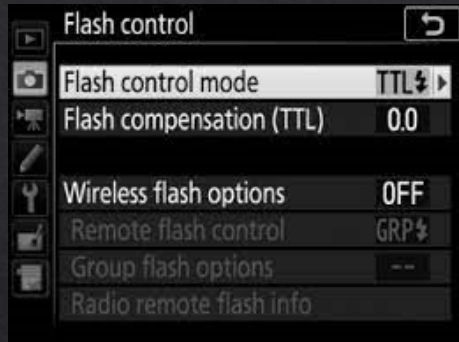 Flash control
Flash control mode TTL⚡
Flash compensation (TTL) 0.0
Wireless flash options OFF
Remote flash control GRP⚡
Group flash options --
Radio remote flash info